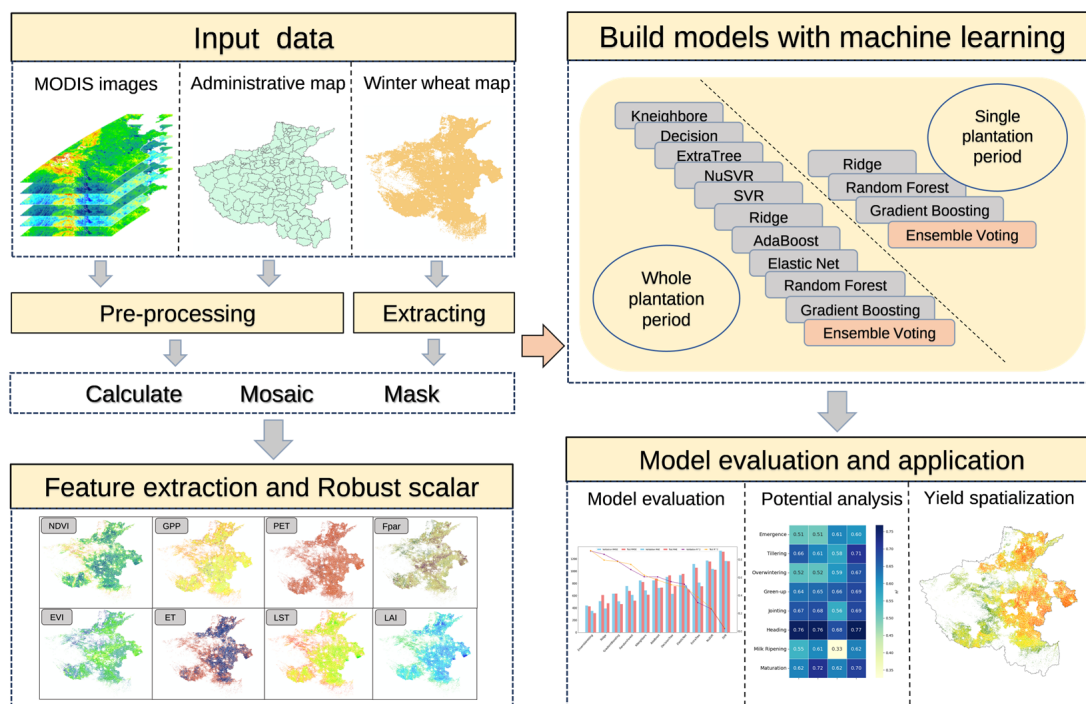 Input data
MODIS images
Administrative map
Winter wheat map
Pre-processing
Extracting
Calculate
Mosaic
Mask
Feature extraction and Robust scalar
NDVI
GPP
PET
Fpar
EVI
ET
LST
LAI
Build models with machine learning
Kneighbore
Decision
ExtraTree
NuSVR
SVR
Ridge
AdaBoost
Elastic Net
Random Forest
Gradient Boosting
Ensemble Voting
Whole
plantation
period
Single
plantation
period
Ridge
Random Forest
Gradient Boosting
Ensemble Voting
Model evaluation and application
Model evaluation
Potential analysis
Yield spatialization
Emergence 0.51 0.51 0.61 0.60
Tillering 0.66 0.61 0.58 0.71
Overwintering 0.52 0.52 0.59 0.67
Green-up 0.64 0.65 0.66 0.69
Jointing 0.67 0.68 0.54 0.69
Heading 0.76 0.76 0.68 0.77
Milk Ripening 0.61 0.33 0.62
Maturation 0.62 0.72 0.62 0.70